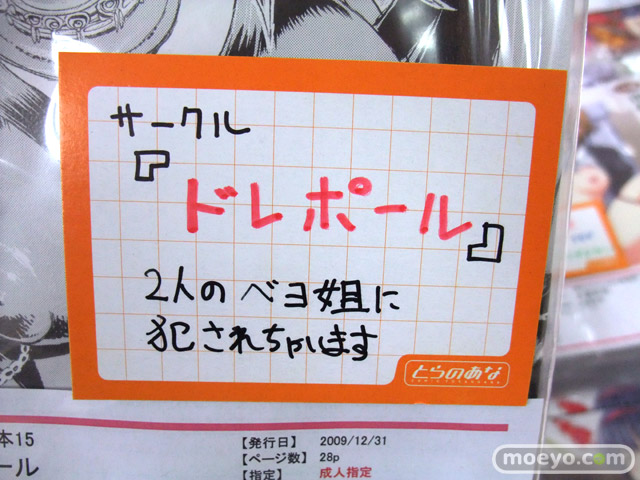 サークル
『ドレポール』
2人のベヨ姐に
犯されちゃいます
とらのあな
本15
ール
【発行日】 2009/12/31
【ページ数】 28p
【指定】 成人指定
moeyo.com